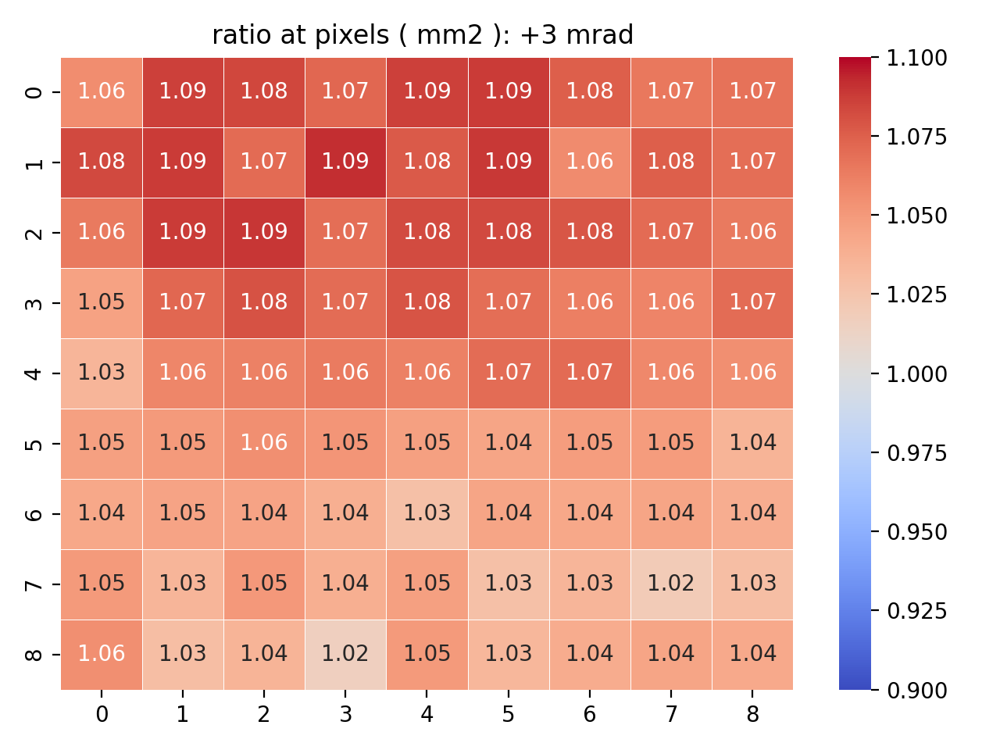 ratio at pixels ( mm2 ): +3 mrad
0 1.06 1.09 1.08 1.07 1.09 1.09 1.08 1.07 1.07
1 1.08 1.09 1.07 1.09 1.08 1.09 1.06 1.08 1.07
2 1.06 1.09 1.09 1.07 1.08 1.08 1.08 1.07 1.06
3 1.05 1.07 1.08 1.07 1.08 1.07 1.06 1.06 1.07
4 1.03 1.06 1.06 1.06 1.06 1.07 1.07 1.06 1.06
5 1.05 1.05 1.06 1.05 1.05 1.04 1.05 1.05 1.04
6 1.04 1.05 1.04 1.04 1.03 1.04 1.04 1.04 1.04
7 1.05 1.03 1.05 1.04 1.05 1.03 1.03 1.02 1.03
8 1.06 1.03 1.04 1.02 1.05 1.03 1.04 1.04 1.04
0 1 2 3 4 5 6 7 8
1.100
1.075
1.050
1.025
1.000
0.975
0.950
0.925
0.900